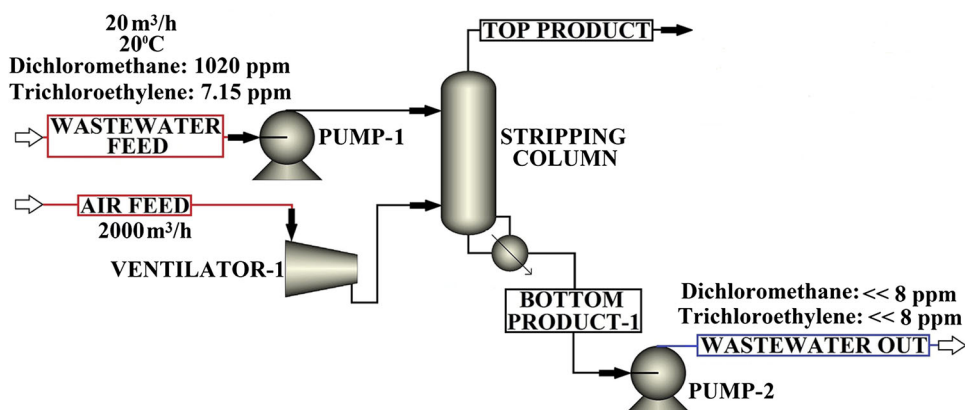 20 m³/h
20⁰C
Dichloromethane: 1020 ppm
Trichloroethylene: 7.15 ppm
WASTEWATER
FEED
PUMP-1
TOP PRODUCT
STRIPPING
COLUMN
AIR FEED
2000 m³/h
VENTILATOR-1
BOTTOM
PRODUCT-1
Dichloromethane: << 8 ppm
Trichloroethylene: << 8 ppm
WASTEWATER OUT
PUMP-2